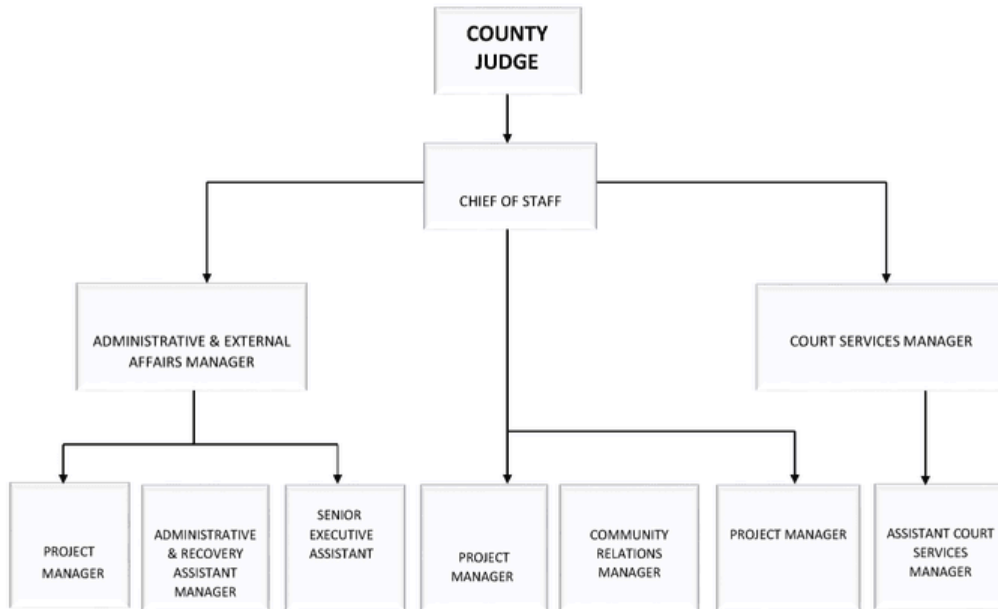 COUNTY
JUDGE
CHIEF OF STAFF
ADMINISTRATIVE & EXTERNAL
AFFAIRS MANAGER
COURT SERVICES MANAGER
PROJECT
MANAGER
ADMINISTRATIVE
& RECOVERY
ASSISTANT
MANAGER
SENIOR
EXECUTIVE
ASSISTANT
PROJECT
MANAGER
COMMUNITY
RELATIONS
MANAGER
PROJECT MANAGER
ASSISTANT COURT
SERVICES
MANAGER